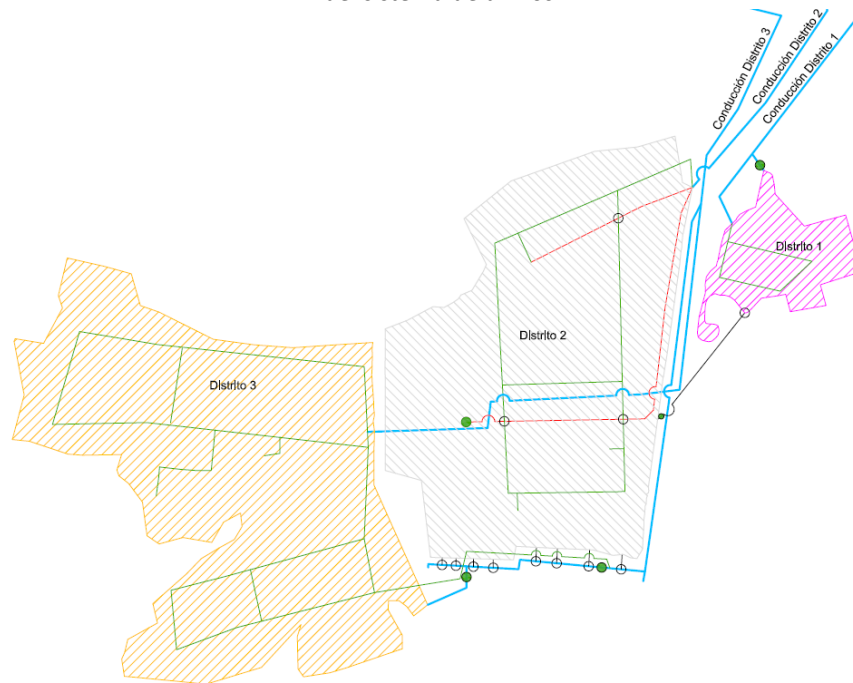 Conducción Distrito 3
Conducción Distrito 2
Conducción Distrito 1
Distrito 1
Distrito 2
Distrito 3